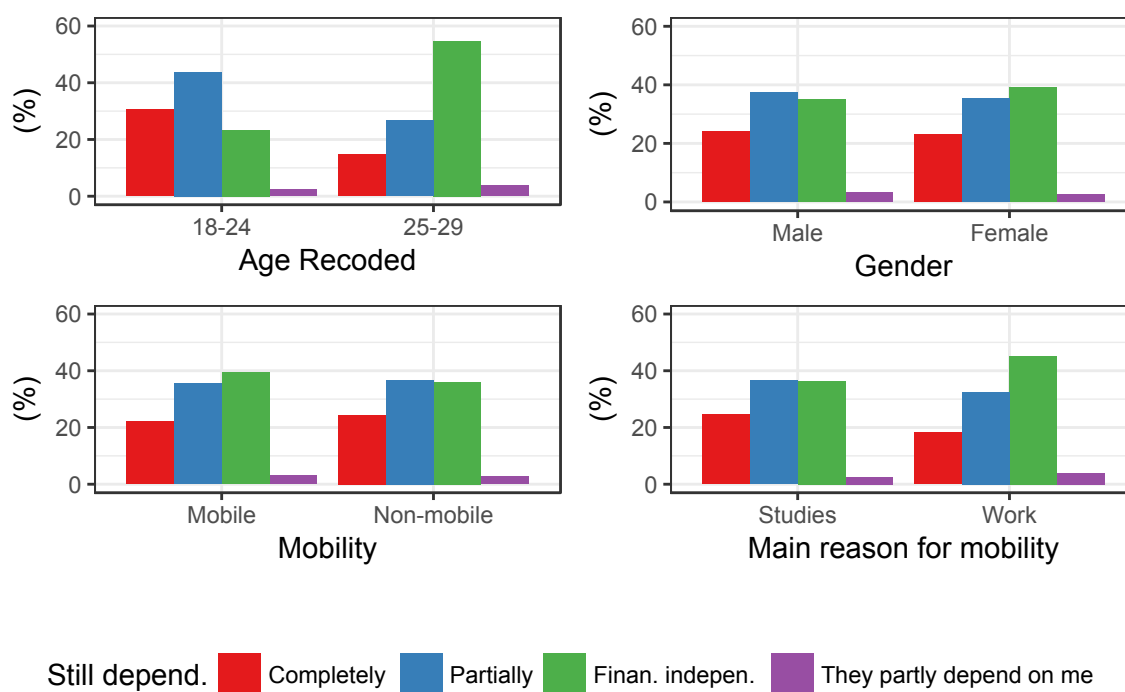 60
40
20
0
(%)
18-24 25-29
Age Recoded
60
40
20
0
(%)
Male Female
Gender
60
40
20
0
(%)
Mobile Non-mobile
Mobility
60
40
20
0
(%)
Studies Work
Main reason for mobility
Still depend. Completely Partially Finan. indepen. They partly depend on me